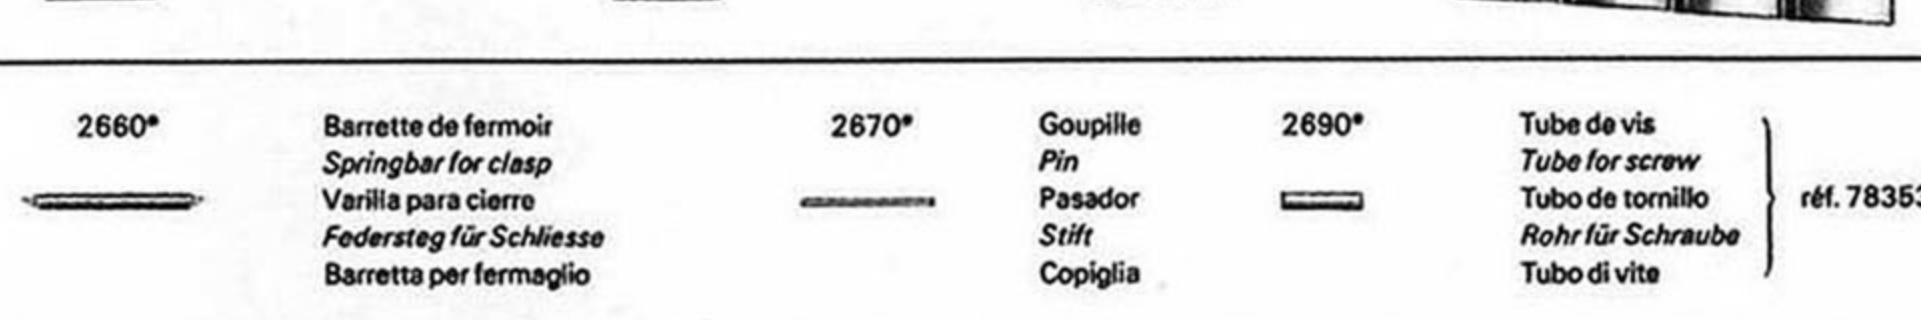 2660* Barrette de fermoir 2670* Goupille 2690* Tube de vis
Springbar for clasp Pin Tube for screw
Varilla para cierre Pasador Tubo de tornillo réf. 78353
Federsteg für Schliesse Stift Rohr für Schraube
Barretta per fermaglio Copiglia Tubo di vite